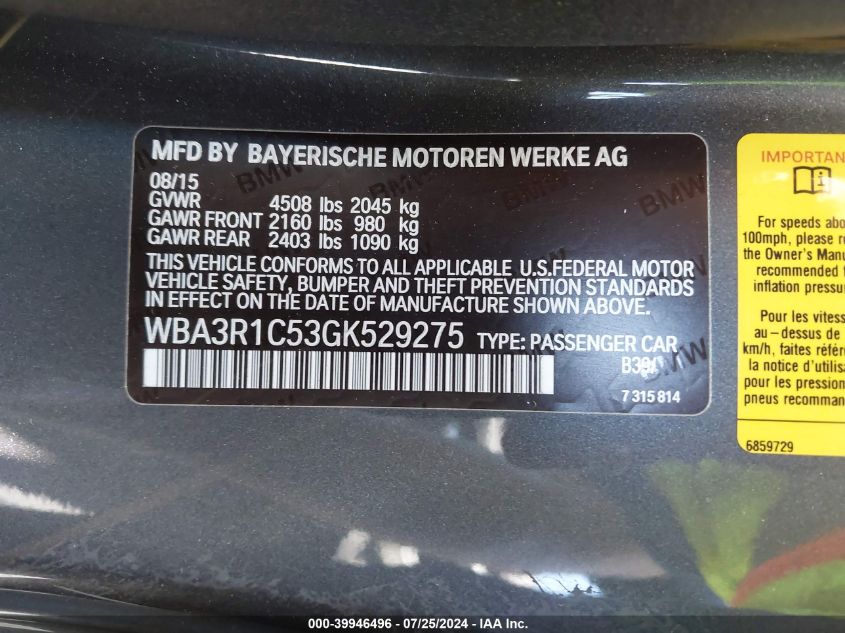 MFD BY BAYERISCHE MOTOREN WERKE AG
08/15
GVWR 4508 lbs 2045 kg
GAWR FRONT 2160 lbs 980 kg
GAWR REAR 2403 lbs 1090 kg
THIS VEHICLE CONFORMS TO ALL APPLICABLE U.S.FEDERAL MOTOR
VEHICLE SAFETY, BUMPER AND THEFT PREVENTION STANDARDS
IN EFFECT ON THE DATE OF MANUFACTURE SHOWN ABOVE.
WBA3R1C53GK529275 TYPE: PASSENGER CAR
7 315 814
IMPORTAN
For speeds abo
100mph, please re
the Owner's Manu
recommended f
inflation pressu
Pour les vitess
au – dessus de
km/h, faites référe
la notice d'utilisa
pour les pression
pneus recomman
6859729
000-39946496 - 07/25/2024 - IAA Inc.